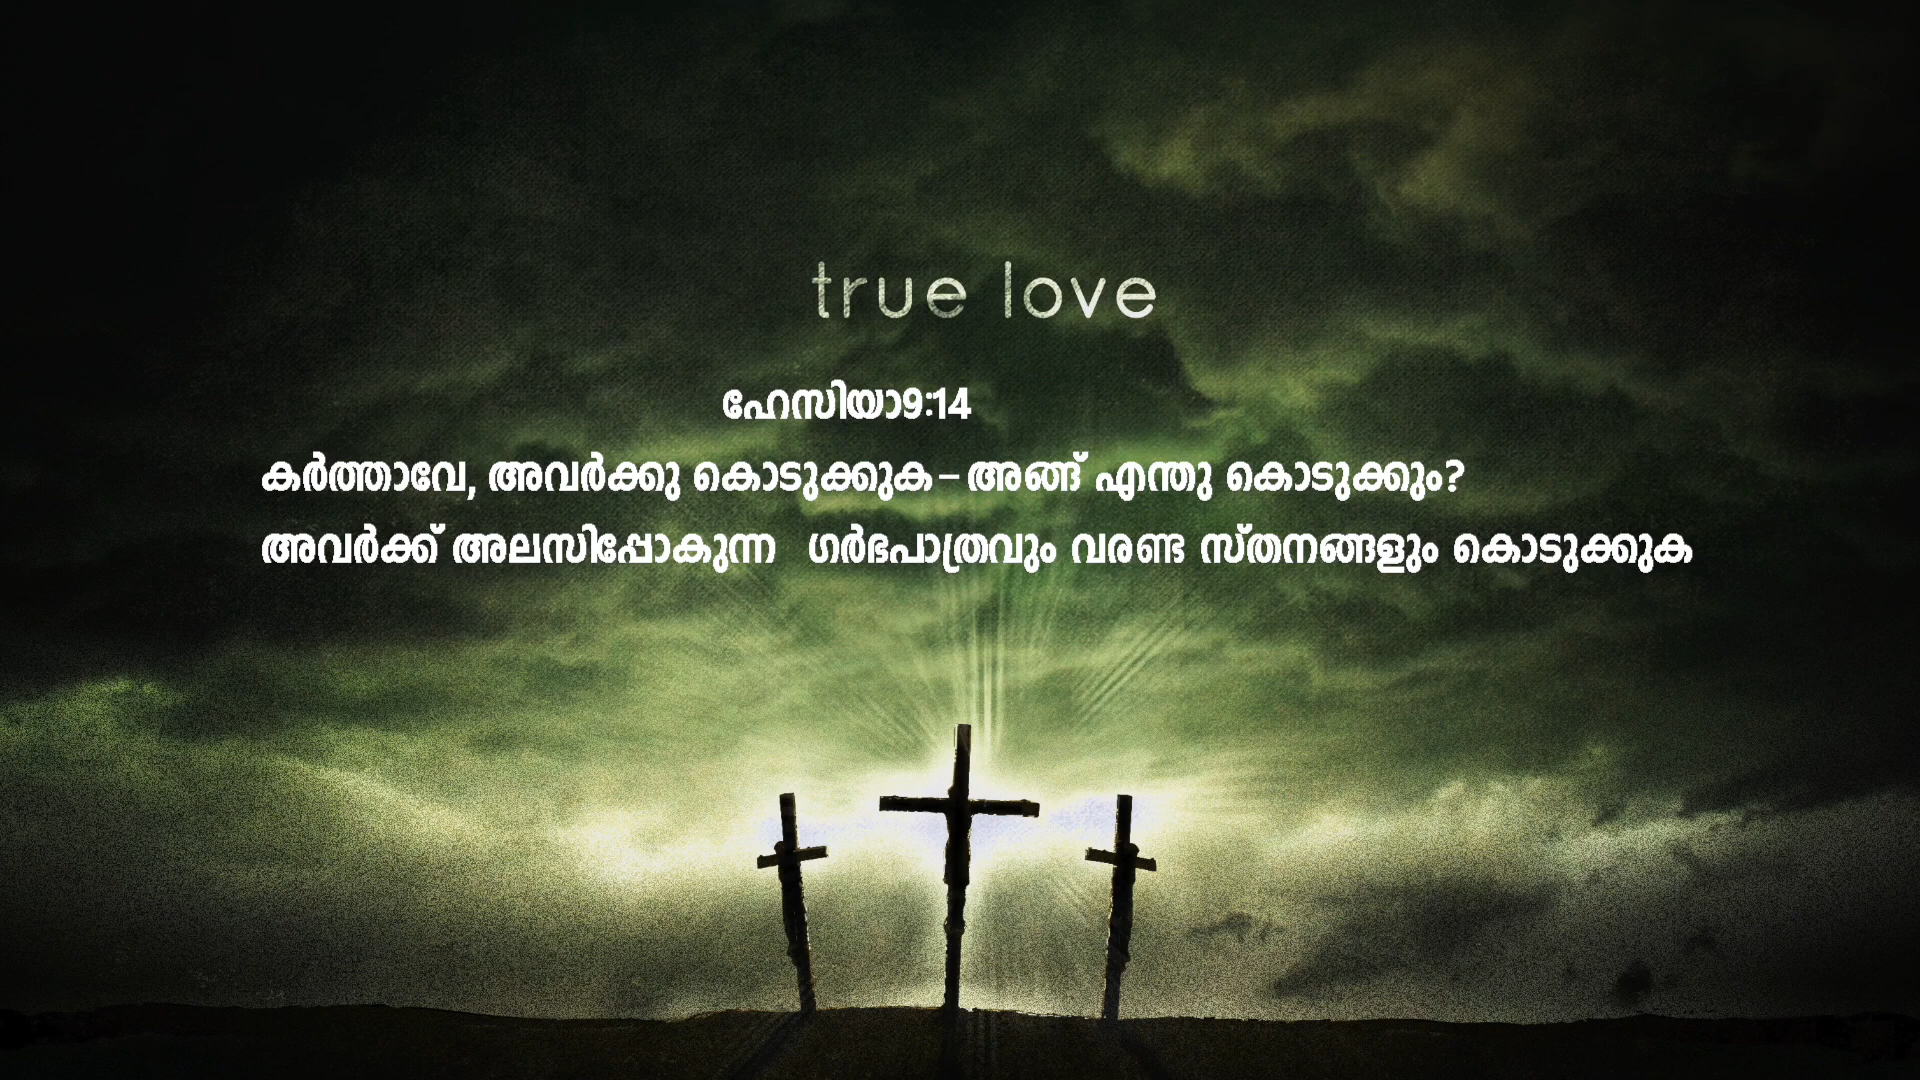 true love
ഹേസിയാ9:14
കർത്താവേ, അവർക്കു കൊടുക്കുക – അങ്ങ് എന്തു കൊടുക്കും?
അവർക്ക് അലസിപ്പോകുന്ന ഗർഭപാത്രവും വരണ്ട സ്തനങ്ങളും കൊടുക്കുക